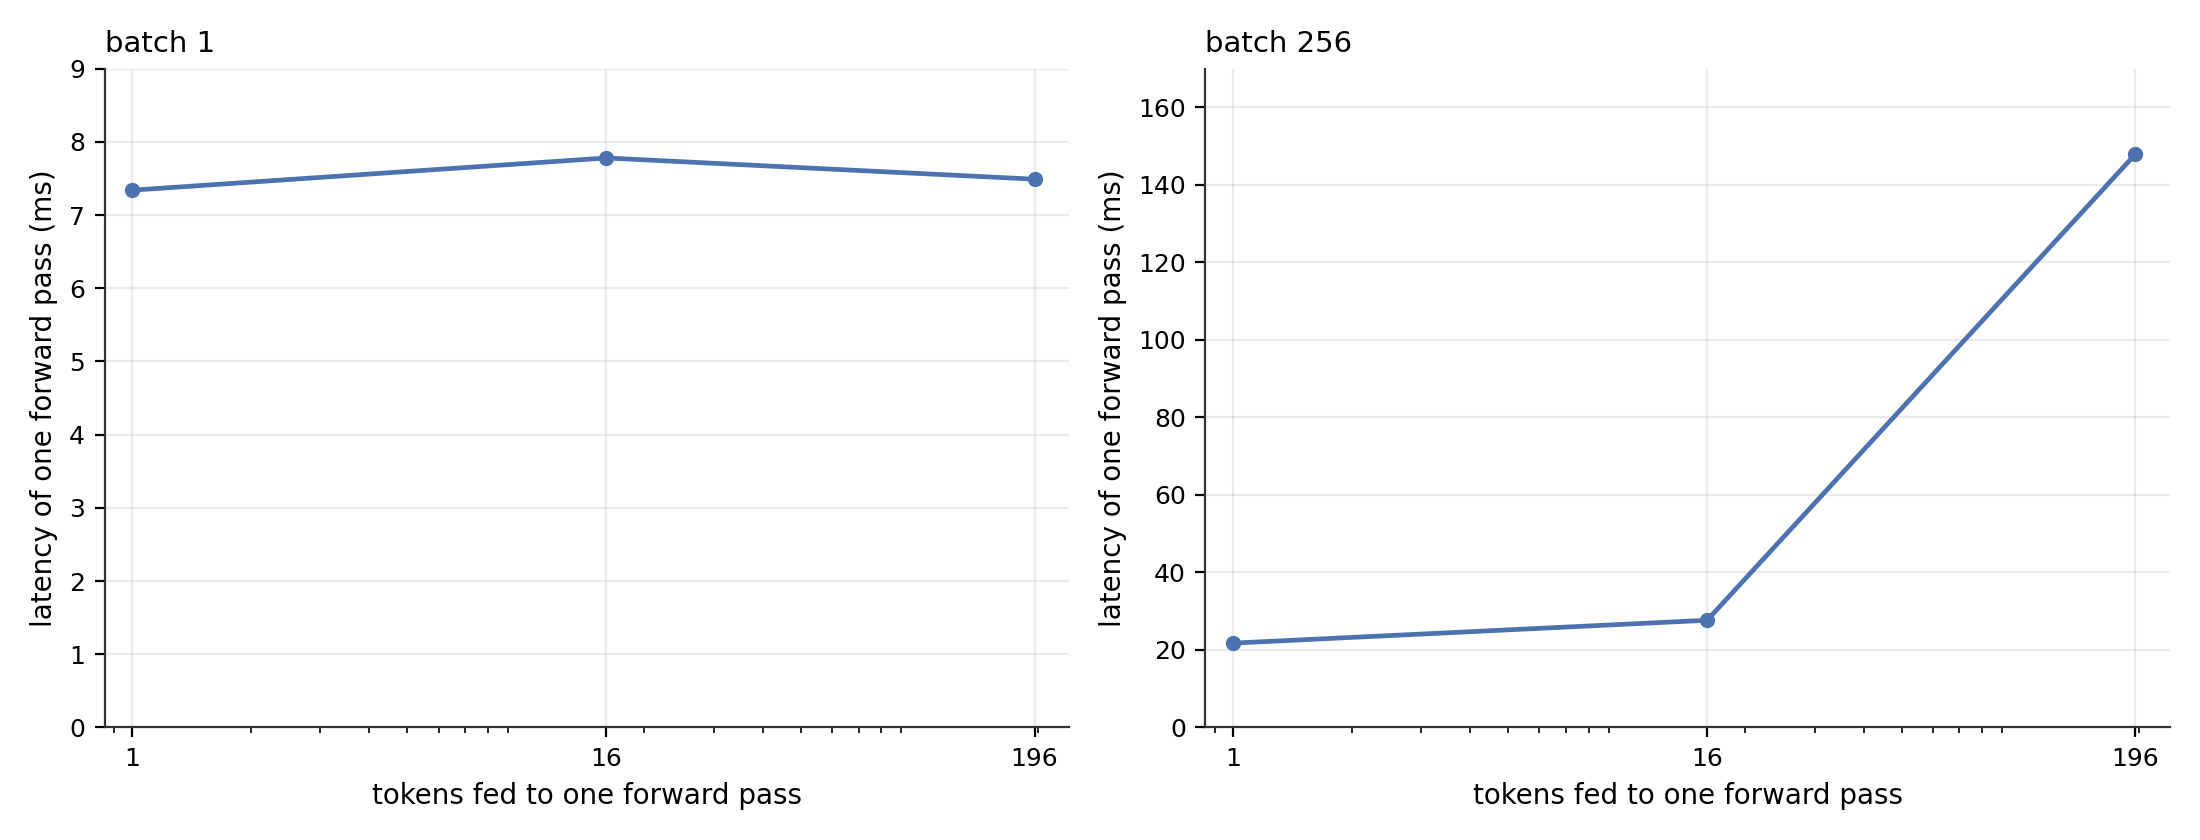 batch 1
9
8
7
6
5
4
3
2
1
0
latency of one forward pass (ms)
1 16 196
tokens fed to one forward pass
batch 256
160
140
120
100
80
60
40
20
0
latency of one forward pass (ms)
1 16 196
tokens fed to one forward pass